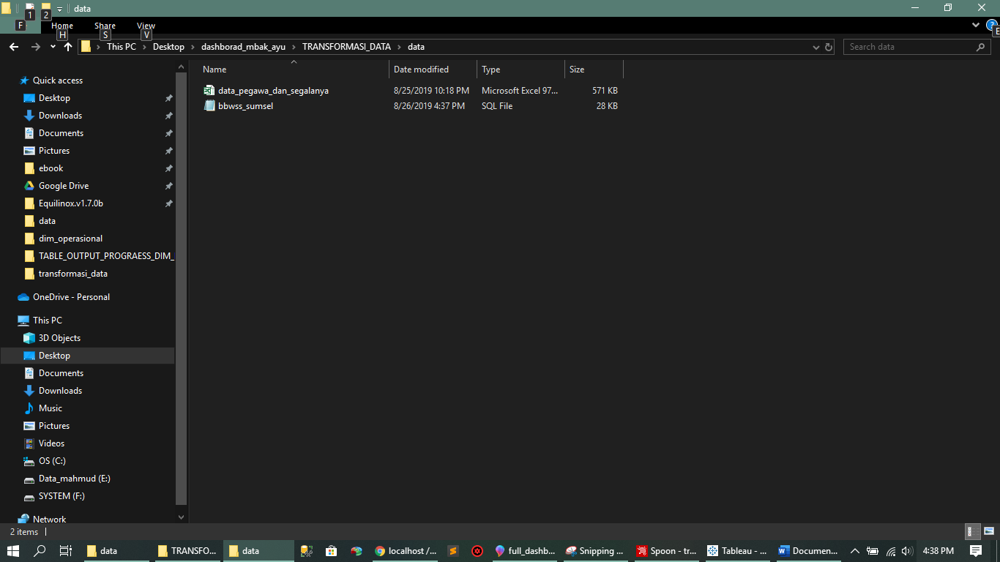 data
1 2
F Home Share View
H S V E
This PC Desktop dashborad_mbak_ayu TRANSFORMASI_DATA data Search data
Name Date modified Type Size
data_pegawa_dan_segalanya 8/25/2019 10:18 PM Microsoft Excel 97... 571 KB
bbwss_sumsel 8/26/2019 4:37 PM SQL File 28 KB
Quick access
Desktop
Downloads
Documents
Pictures
ebook
Google Drive
Equilinox.v1.7.0b
data
dim_operasional
TABLE_OUTPUT_PROGRAESS_DIM_
transformasi_data
OneDrive - Personal
This PC
3D Objects
Desktop
Documents
Downloads
Music
Pictures
Videos
OS (C:)
Data_mahmud (E:)
SYSTEM (F:)
Network
2 items
data TRANSFO... data localhost /... full_dashb... Snipping ... Spoon - tr... Tableau - ... Documen... 4:38 PM